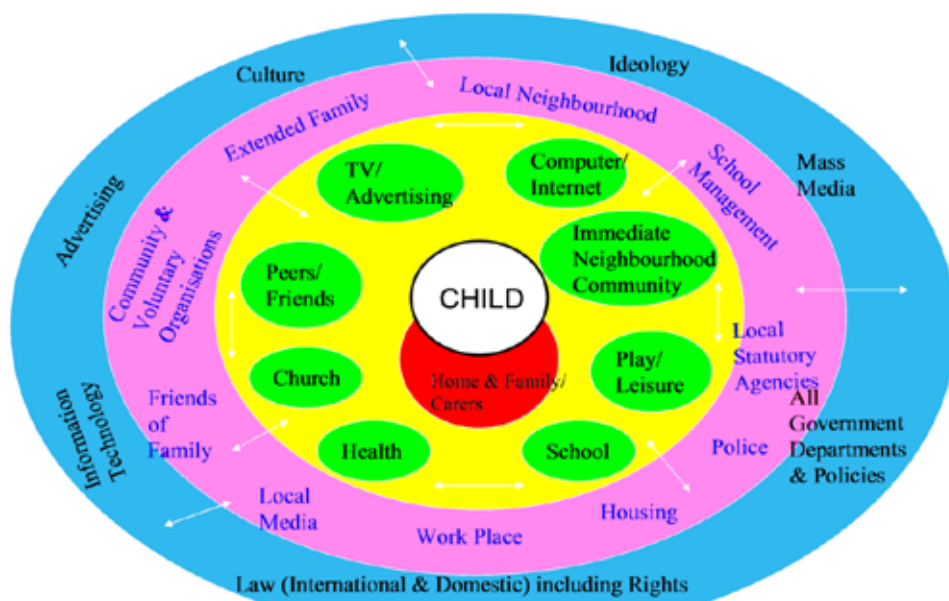 Culture
Ideology
Extended Family
Local Neighbourhood
TV/
Advertising
Computer/
Internet
School
Management
Mass
Media
Advertising
Community &
Voluntary
Organisations
Peers/
Friends
Immediate
Neighbourhood
Community
CHILD
Church
Home & Family/
Carers
Play/
Leisure
Local
Statutory
Agencies
All
Government
Departments
& Policies
Information
Technology
Friends
of
Family
Health
School
Police
Local
Media
Work Place
Housing
Law (International & Domestic) including Rights